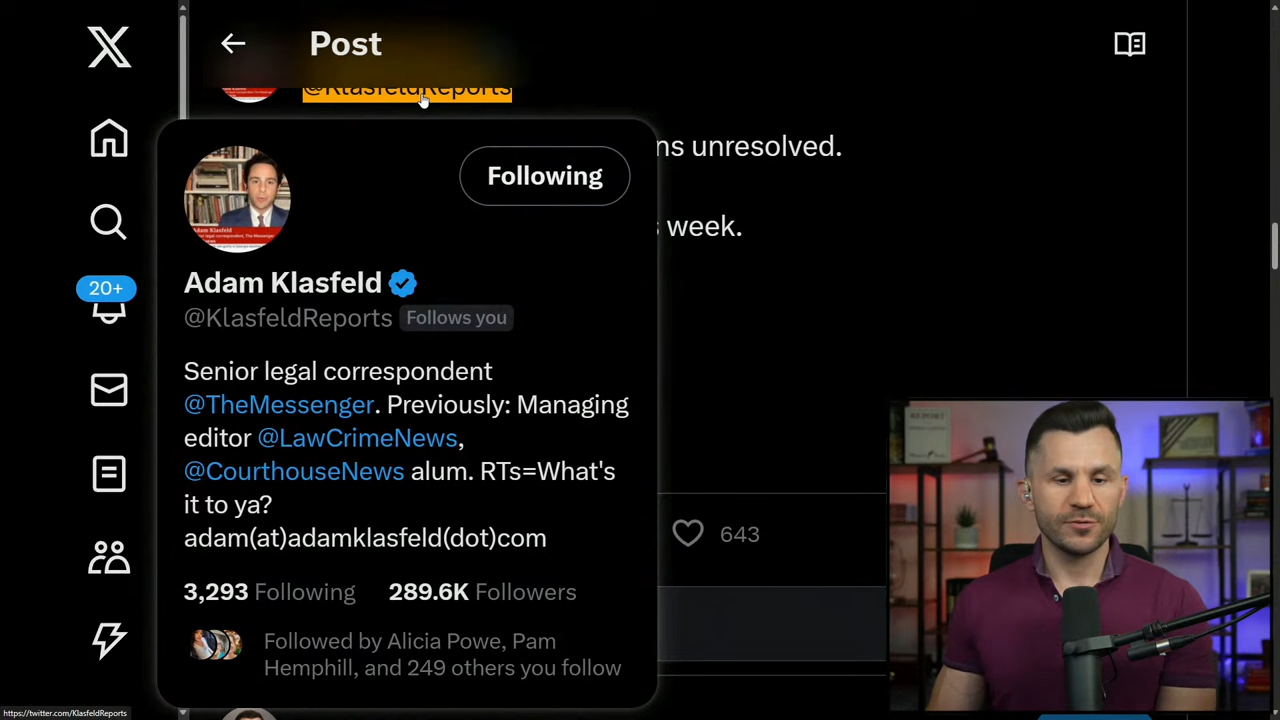 Post
@KlasfeldReports
ns unresolved.
Following
week.
Adam Klasfeld
20+
@KlasfeldReports Follows you
Senior legal correspondent
@TheMessenger. Previously: Managing
editor @LawCrimeNews,
@CourthouseNews alum. RTs=What's
it to ya?
adam(at)adamklasfeld(dot)com
643
3,293 Following 289.6K Followers
Followed by Alicia Powe, Pam
Hemphill, and 249 others you follow
https://twitter.com/KlasfeldReports